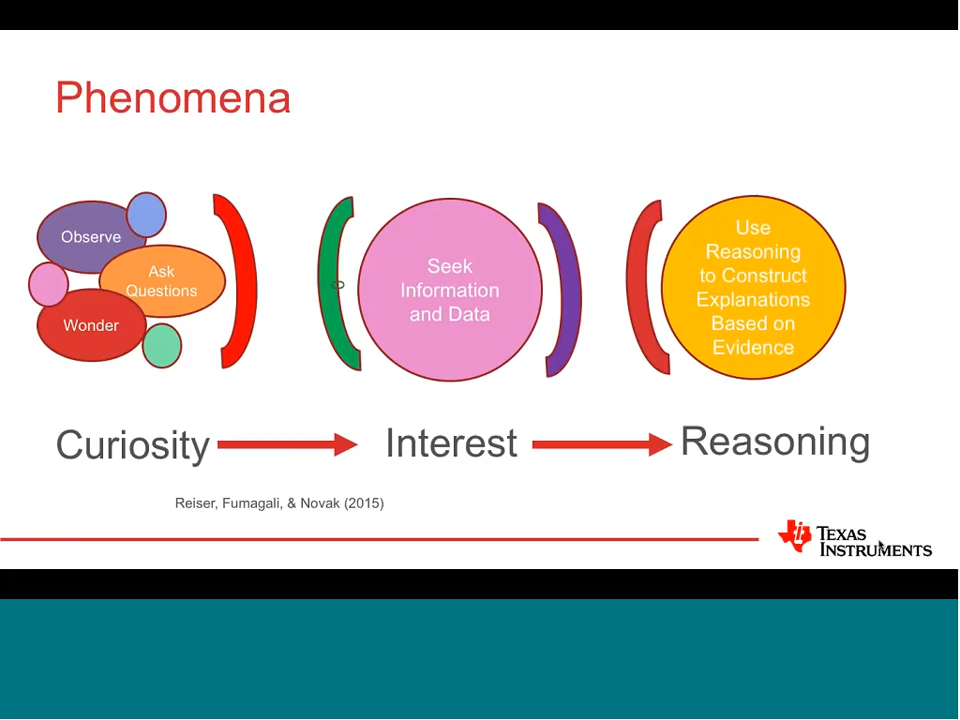 Phenomena
Observe
Ask
Questions
Wonder
Seek
Information
and Data
Use
Reasoning
to Construct
Explanations
Based on
Evidence
Curiosity
Interest
Reasoning
Reiser, Fumagali, & Novak (2015)
TEXAS
INSTRUMENTS